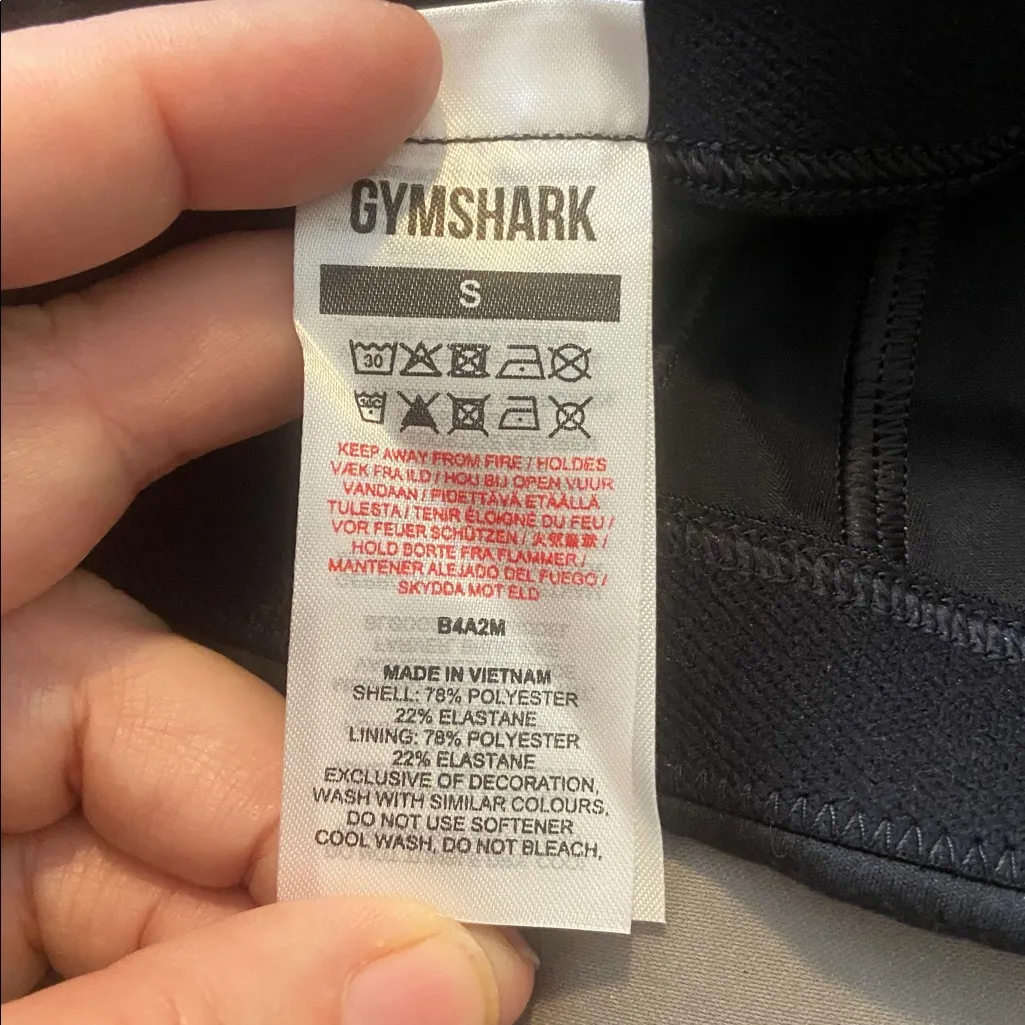 GYMSHARK
S
30
KEEP AWAY FROM FIRE / HOLDES
VÆK FRA ILD / HOU BIJ OPEN VUUR
VANDAAN / PIDETTÄVÄ ETÄÄLLÄ
TULESTA / TENIR ÉLOIGNÉ DU FEU /
VOR FEUER SCHÜTZEN / 火気厳禁 /
HOLD BORTE FRA FLAMMER /
MANTENER ALEJADO DEL FUEGO /
SKYDDA MOT ELD
B4A2M
MADE IN VIETNAM
SHELL: 78% POLYESTER
22% ELASTANE
LINING: 78% POLYESTER
22% ELASTANE
EXCLUSIVE OF DECORATION,
WASH WITH SIMILAR COLOURS,
DO NOT USE SOFTENER
COOL WASH, DO NOT BLEACH,